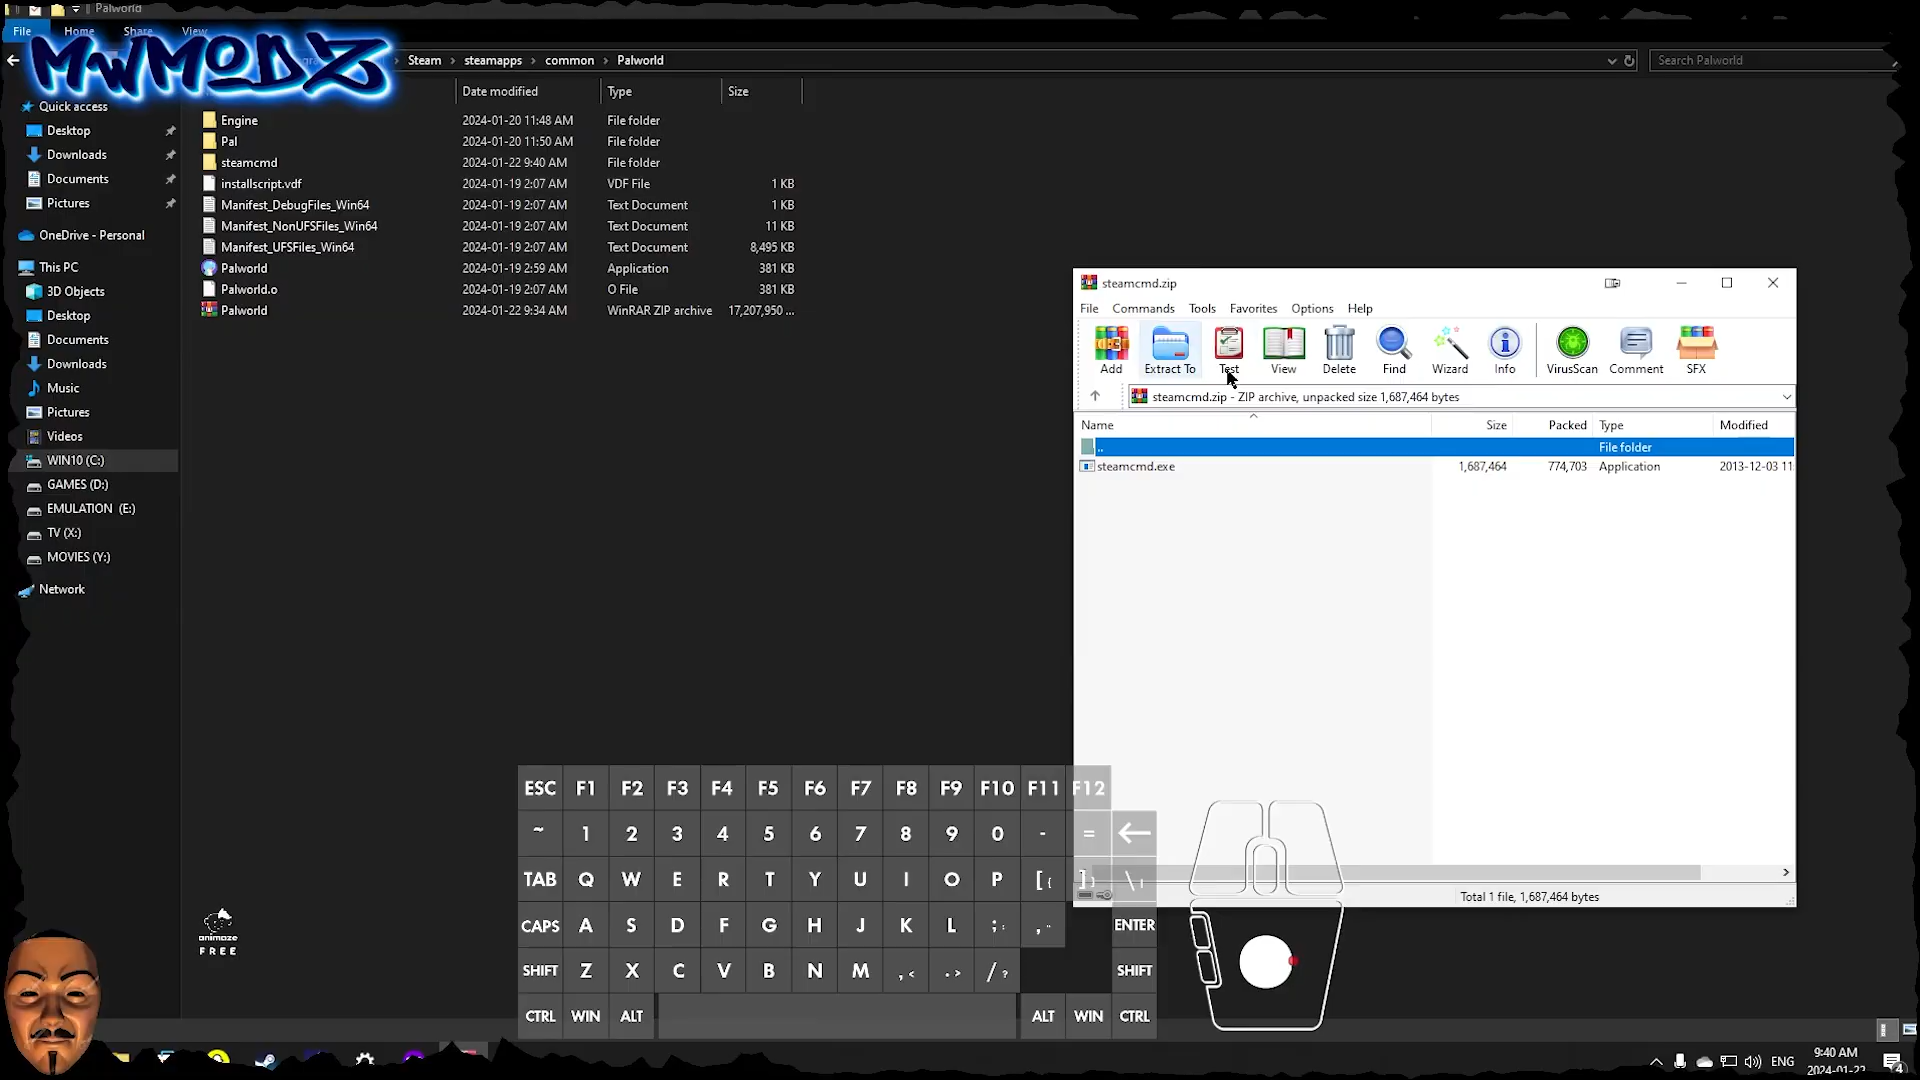 Palworld
File Home Share View
MWMODZ
Steam > steamapps > common > Palworld
Search Palworld
Date modified Type Size
Quick access
Desktop
Downloads
Documents
Pictures
OneDrive - Personal
This PC
3D Objects
Desktop
Documents
Downloads
Music
Pictures
Videos
WIN10 (C:)
GAMES (D:)
EMULATION (E:)
TV (X:)
MOVIES (Y:)
Network
Engine 2024-01-20 11:48 AM File folder
Pal 2024-01-20 11:50 AM File folder
steamcmd 2024-01-22 9:40 AM File folder
installscript.vdf 2024-01-19 2:07 AM VDF File 1 KB
Manifest_DebugFiles_Win64 2024-01-19 2:07 AM Text Document 1 KB
Manifest_NonUFSFiles_Win64 2024-01-19 2:07 AM Text Document 11 KB
Manifest_UFSFiles_Win64 2024-01-19 2:07 AM Text Document 8,495 KB
Palworld 2024-01-19 2:59 AM Application 381 KB
Palworld.o 2024-01-19 2:07 AM O File 381 KB
Palworld 2024-01-22 9:34 AM WinRAR ZIP archive 17,207,950 ...
steamcmd.zip
File Commands Tools Favorites Options Help
Add Extract To Test View Delete Find Wizard Info VirusScan Comment SFX
steamcmd.zip - ZIP archive, unpacked size 1,687,464 bytes
Name Size Packed Type Modified
.. File folder
steamcmd.exe 1,687,464 774,703 Application 2013-12-03 11:
Total 1 file, 1,687,464 bytes
ESC F1 F2 F3 F4 F5 F6 F7 F8 F9 F10 F11 F12
~ 1 2 3 4 5 6 7 8 9 0 - = ←
TAB Q W E R T Y U I O P [{ ]} \|
CAPS A S D F G H J K L ;: ," ENTER
SHIFT Z X C V B N M ,< .> /? SHIFT
CTRL WIN ALT ALT WIN CTRL
animaze
FREE
ENG
9:40 AM
2024-01-22
4